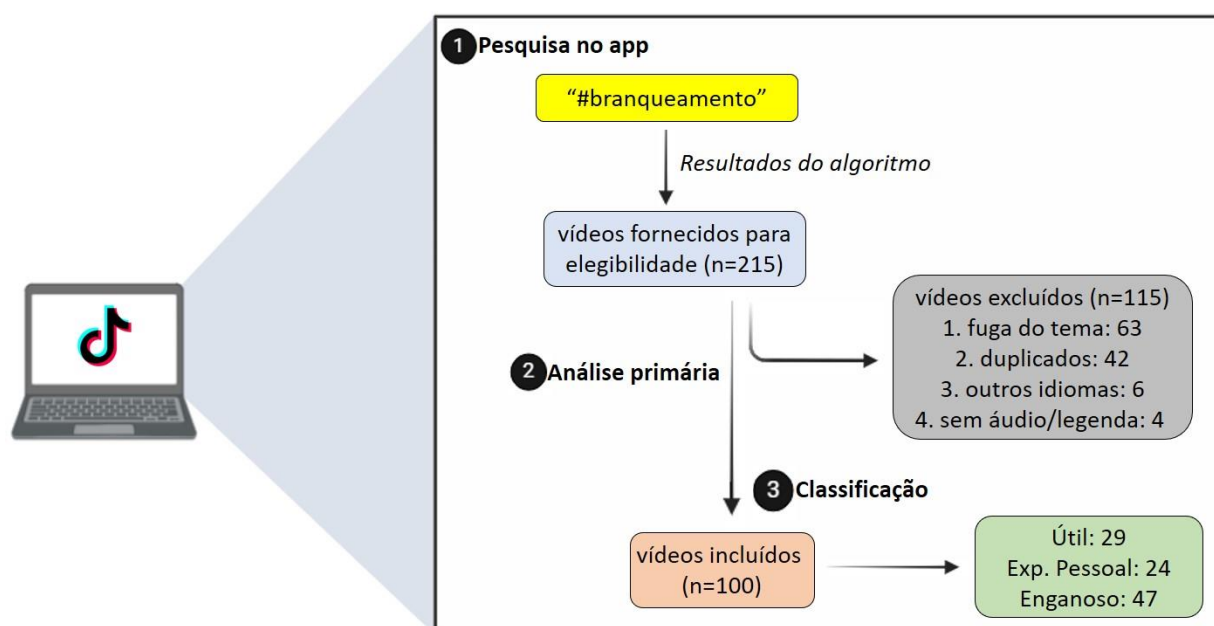 1 Pesquisa no app
“#branqueamento”
Resultados do algoritmo
vídeos fornecidos para
elegibilidade (n=215)
vídeos excluídos (n=115)
1. fuga do tema: 63
2. duplicados: 42
3. outros idiomas: 6
4. sem áudio/legenda: 4
2 Análise primária
3 Classificação
vídeos incluídos
(n=100)
Útil: 29
Exp. Pessoal: 24
Enganoso: 47